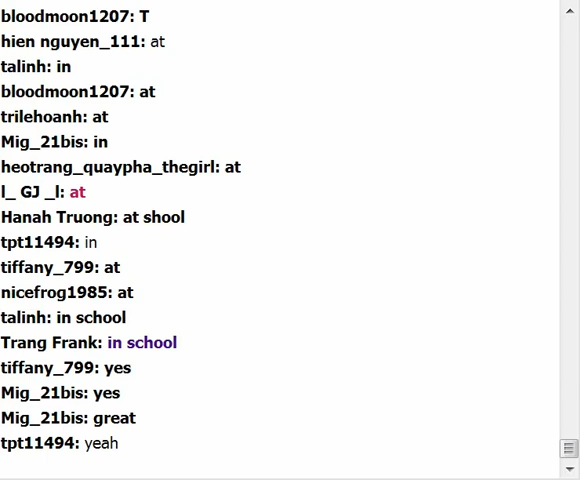 bloodmoon1207: T
hien nguyen_111: at
talinh: in
bloodmoon1207: at
trilehoanh: at
Mig_21bis: in
heotrang_quaypha_thegirl: at
l_ GJ _l: at
Hanah Truong: at shool
tpt11494: in
tiffany_799: at
nicefrog1985: at
talinh: in school
Trang Frank: in school
tiffany_799: yes
Mig_21bis: yes
Mig_21bis: great
tpt11494: yeah